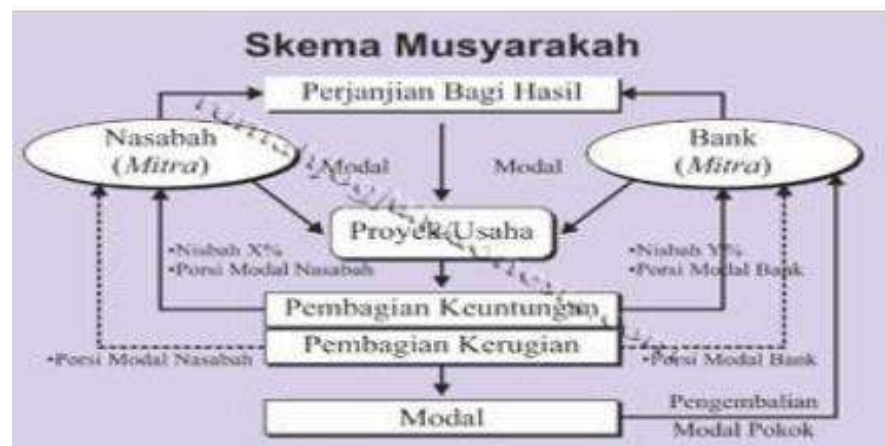 Skema Musyarakah
Perjanjian Bagi Hasil
Nasabah
(Mitra)
Bank
(Mitra)
Modal
Modal
Proyek/Usaha
•Nisbah X%
•Porsi Modal Nasabah
•Nisbah Y%
•Porsi Modal Bank
Pembagian Keuntungan
Pembagian Kerugian
•Porsi Modal Nasabah
•Porsi Modal Bank
Modal
Pengembalian
Modal Pokok